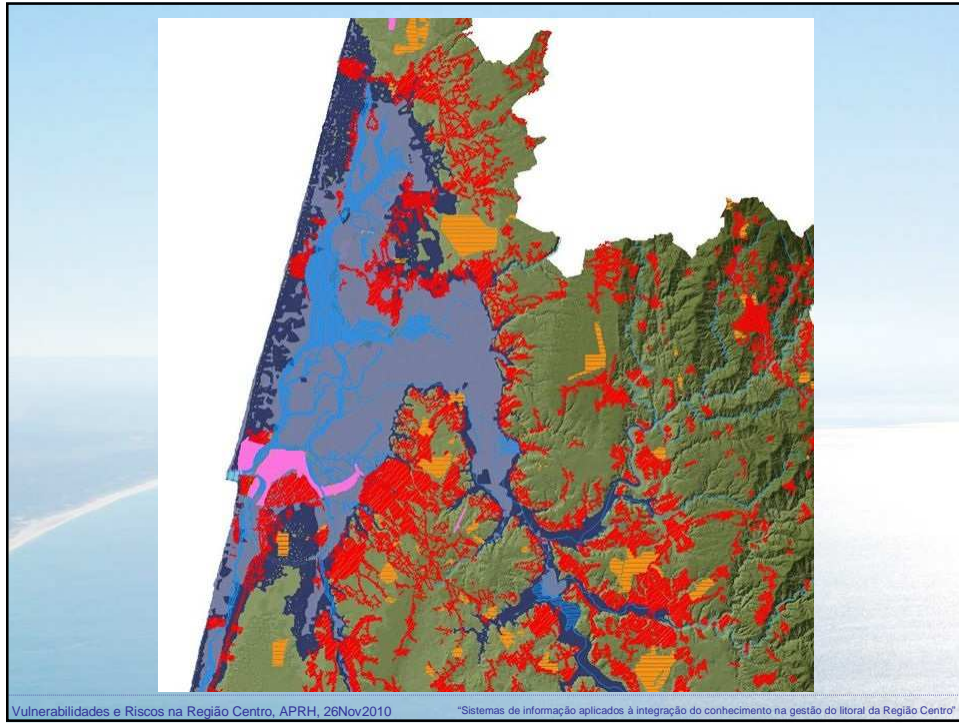 Vulnerabilidades e Riscos na Região Centro, APRH, 26Nov2010
“Sistemas de informação aplicados à integração do conhecimento na gestão do litoral da Região Centro”